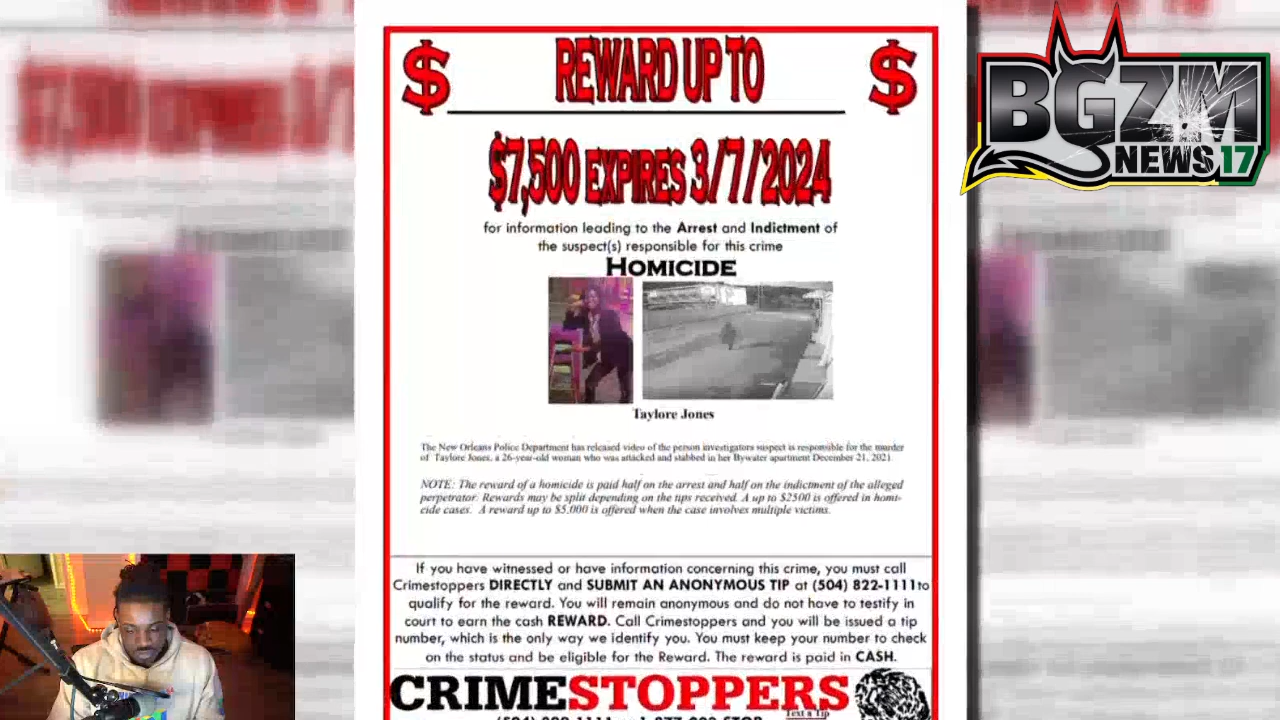 $ REWARD UP TO $
$7,500 EXPIRES 3/7/2024
for information leading to the Arrest and Indictment of
the suspect(s) responsible for this crime
HOMICIDE
Taylore Jones
The New Orleans Police Department has released video of the person investigators suspect is responsible for the murder
of Taylore Jones, a 26-year-old woman who was attacked and stabbed in her Bywater apartment December 21, 2021
NOTE: The reward of a homicide is paid half on the arrest and half on the indictment of the alleged
perpetrator. Rewards may be split depending on the tips received. A up to $2500 is offered in homi-
cide cases. A reward up to $5,000 is offered when the case involves multiple victims.
If you have witnessed or have information concerning this crime, you must call
Crimestoppers DIRECTLY and SUBMIT AN ANONYMOUS TIP at (504) 822-1111to
qualify for the reward. You will remain anonymous and do not have to testify in
court to earn the cash REWARD. Call Crimestoppers and you will be issued a tip
number, which is the only way we identify you. You must keep your number to check
on the status and be eligible for the Reward. The reward is paid in CASH.
CRIMESTOPPERS
Text a Tip
BGZM
NEWS 17